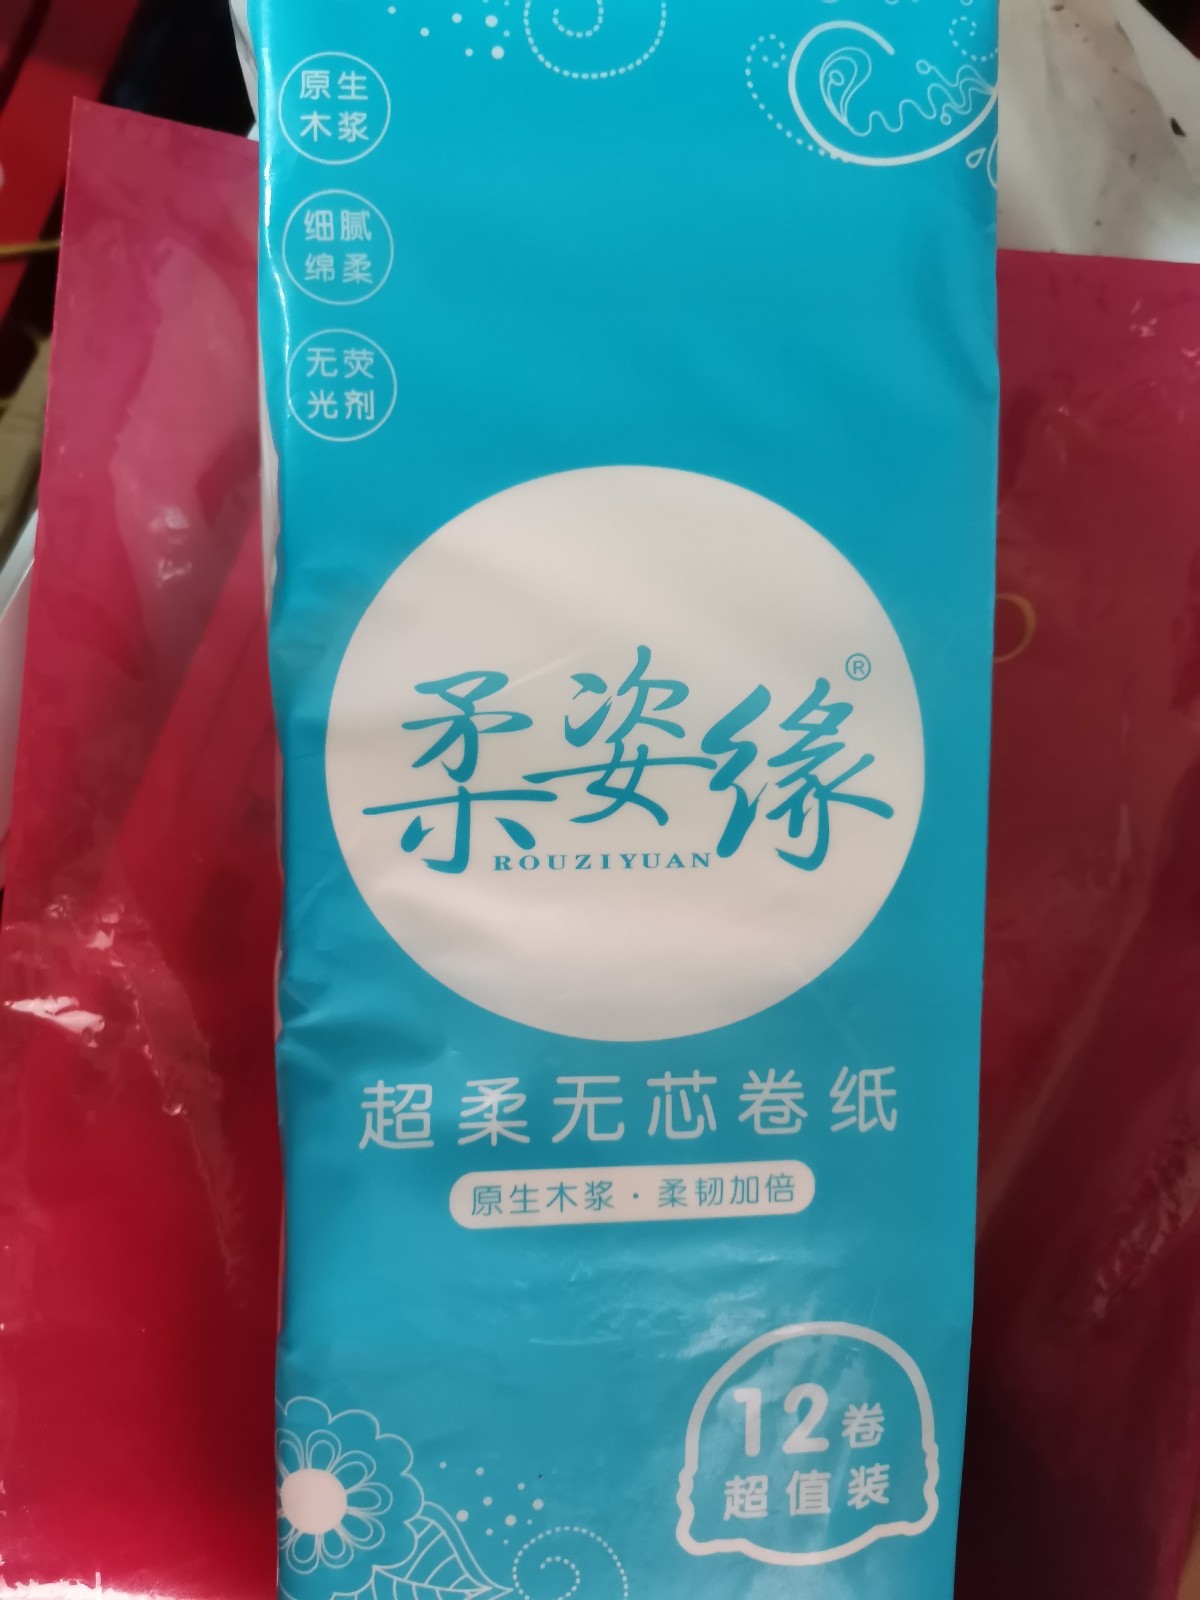 原生
木浆
细腻
绵柔
无荧
光剂
柔姿缘®
ROUZIYUAN
超柔无芯卷纸
原生木浆·柔韧加倍
12卷
超值装